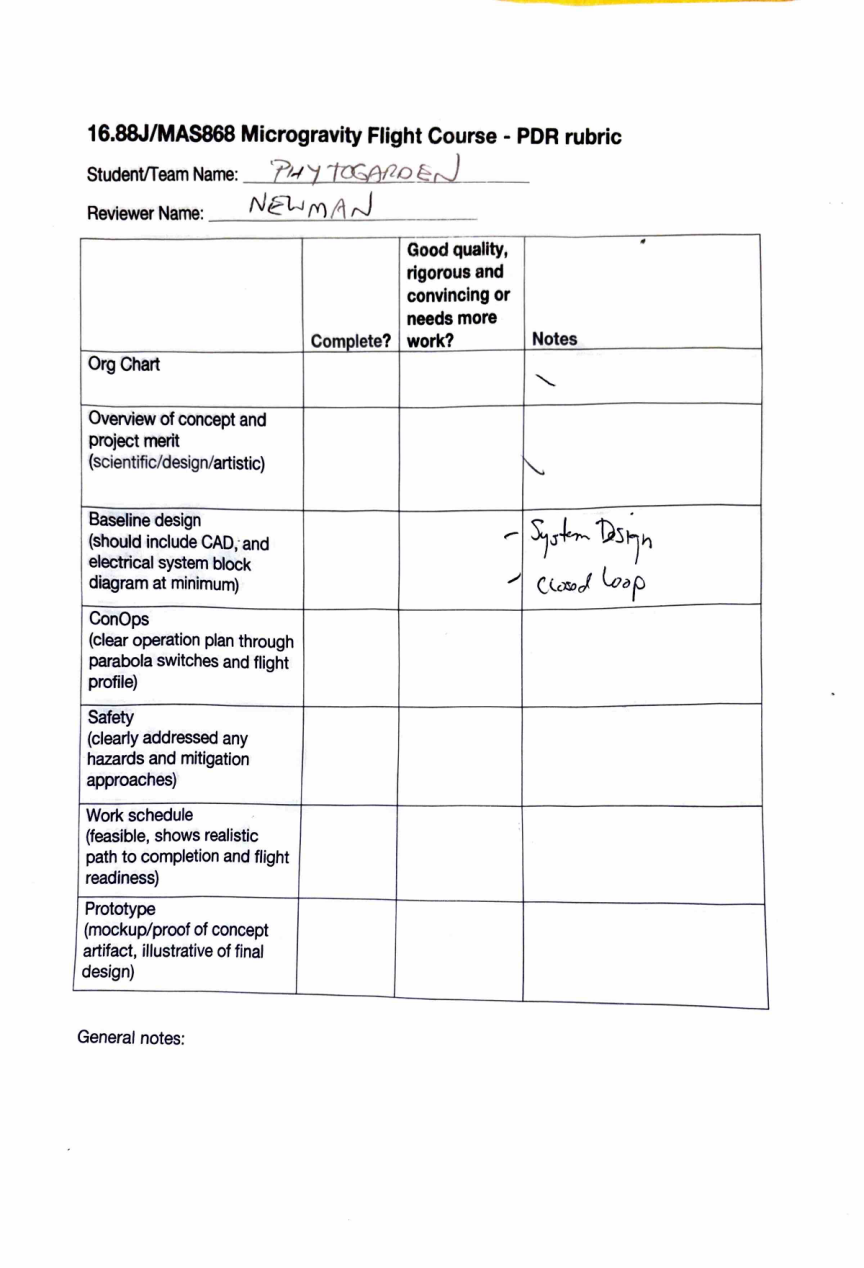 16.88J/MAS868 Microgravity Flight Course - PDR rubric
Student/Team Name: PHYTOGARDEN
Reviewer Name: NEWMAN
Complete?
Good quality,
rigorous and
convincing or
needs more
work?
Notes
Org Chart
Overview of concept and
project merit
(scientific/design/artistic)
Baseline design
(should include CAD, and
electrical system block
diagram at minimum)
- System Design
- Closed Loop
ConOps
(clear operation plan through
parabola switches and flight
profile)
Safety
(clearly addressed any
hazards and mitigation
approaches)
Work schedule
(feasible, shows realistic
path to completion and flight
readiness)
Prototype
(mockup/proof of concept
artifact, illustrative of final
design)
General notes: